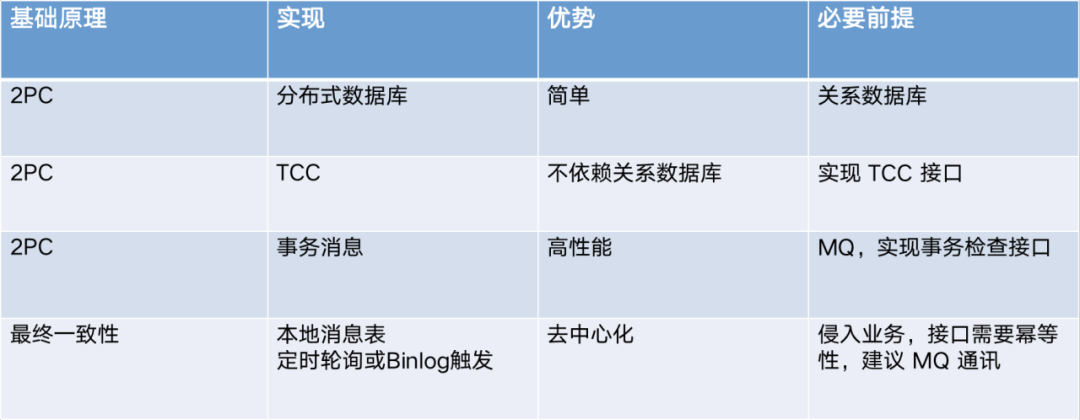 基础原理 实现 优势 必要前提
2PC 分布式数据库 简单 关系数据库
2PC TCC 不依赖关系数据库 实现 TCC 接口
2PC 事务消息 高性能 MQ，实现事务检查接口
最终一致性 本地消息表 去中心化 侵入业务，接口需要幂等
定时轮询或Binlog触发 性，建议 MQ 通讯